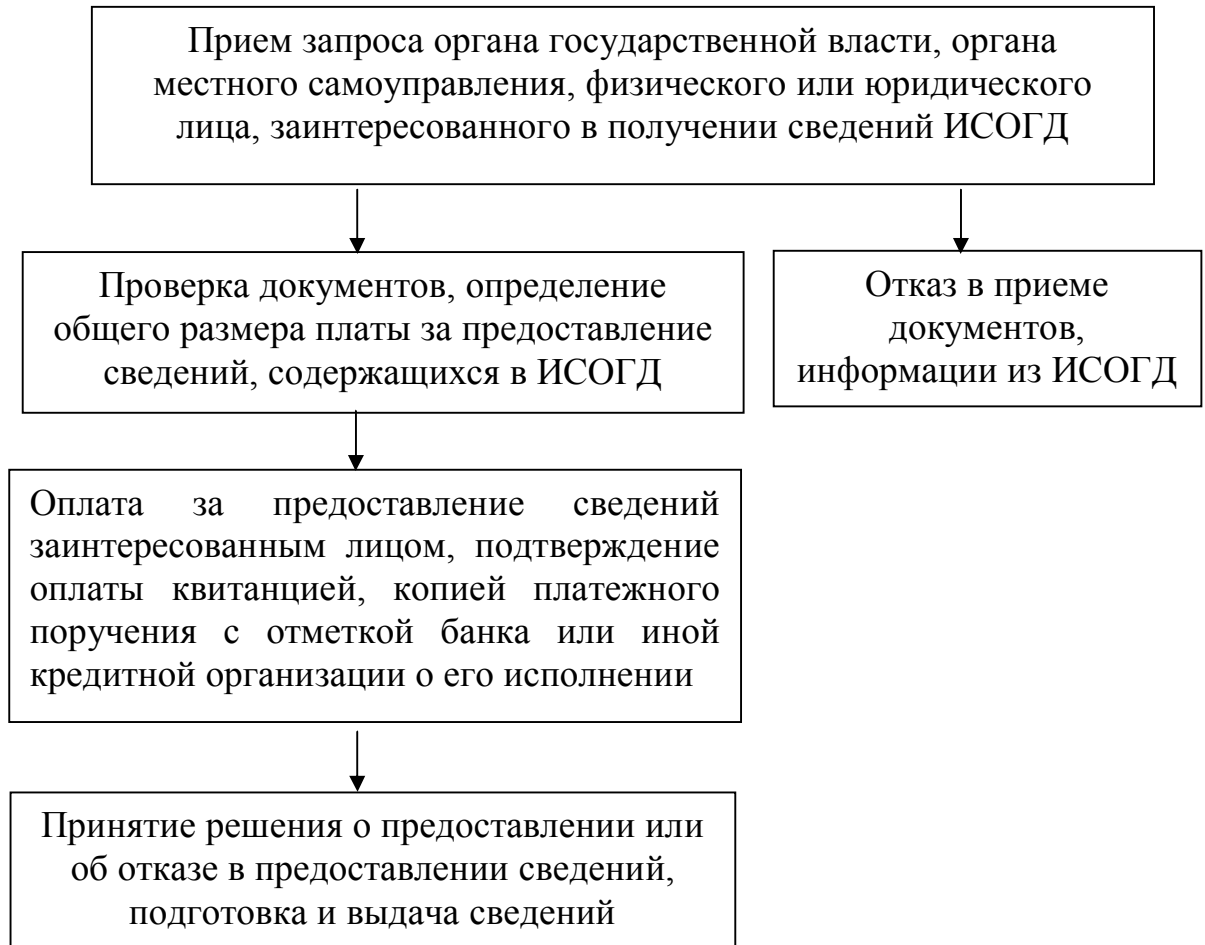 Прием запроса органа государственной власти, органа
местного самоуправления, физического или юридического
лица, заинтересованного в получении сведений ИСОГД
Проверка документов, определение
общего размера платы за предоставление
сведений, содержащихся в ИСОГД
Отказ в приеме
документов,
информации из ИСОГД
Оплата за предоставление сведений
заинтересованным лицом, подтверждение
оплаты квитанцией, копией платежного
поручения с отметкой банка или иной
кредитной организации о его исполнении
Принятие решения о предоставлении или
об отказе в предоставлении сведений,
подготовка и выдача сведений